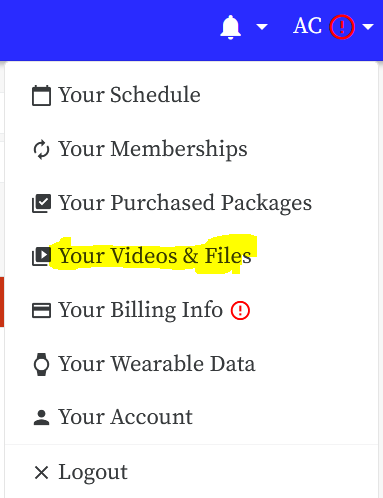 AC
Your Schedule
Your Memberships
Your Purchased Packages
Your Videos & Files
Your Billing Info
Your Wearable Data
Your Account
Logout